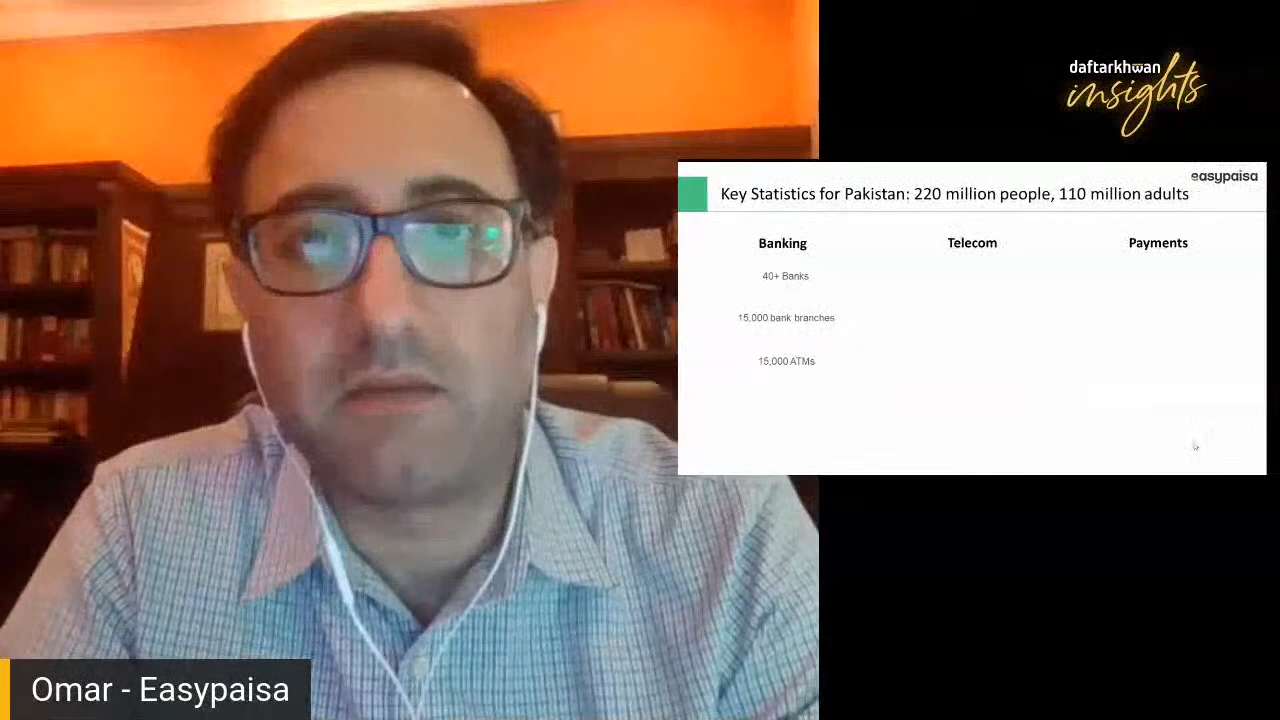 daftarkhwan
insights
easypaisa
Key Statistics for Pakistan: 220 million people, 110 million adults
Banking
Telecom
Payments
40+ Banks
15,000 bank branches
15,000 ATMs
Omar - Easypaisa